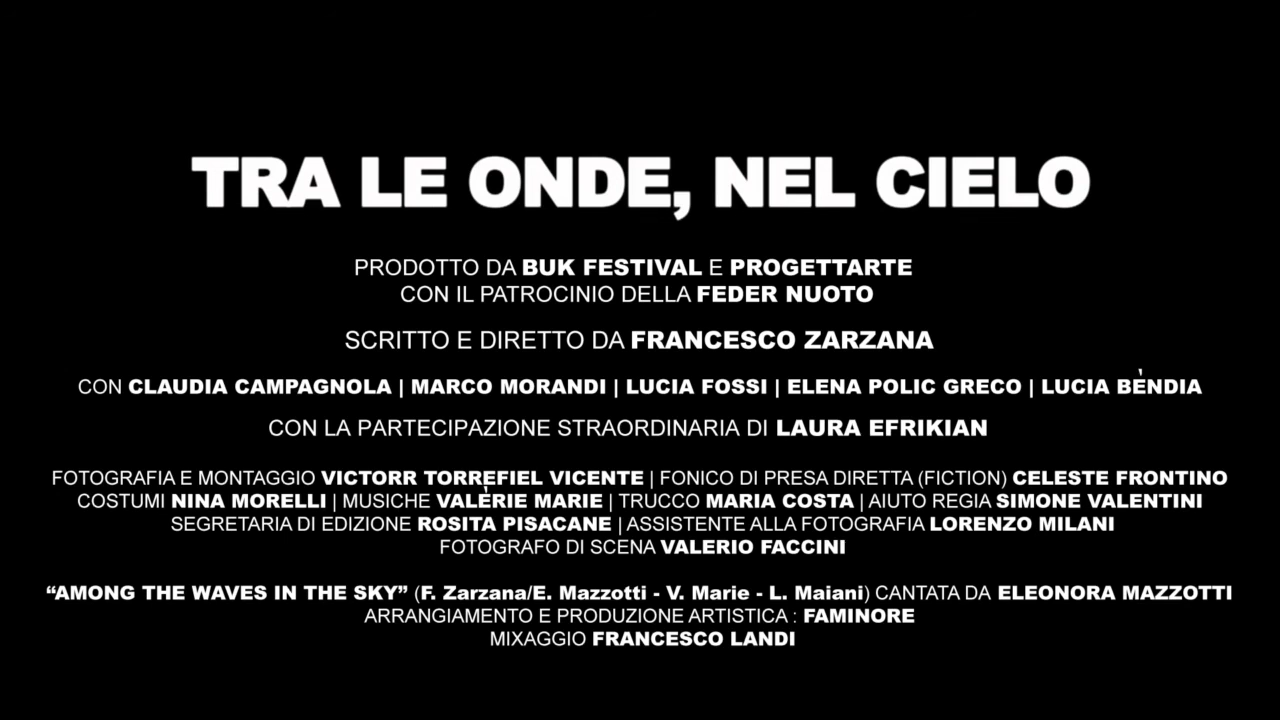 TRA LE ONDE, NEL CIELO
PRODOTTO DA BUK FESTIVAL E PROGETTARTE
CON IL PATROCINIO DELLA FEDER NUOTO
SCRITTO E DIRETTO DA FRANCESCO ZARZANA
CON CLAUDIA CAMPAGNOLA | MARCO MORANDI | LUCIA FOSSI | ELENA POLIC GRECO | LUCIA BÈNDIA
CON LA PARTECIPAZIONE STRAORDINARIA DI LAURA EFRIKIAN
FOTOGRAFIA E MONTAGGIO VICTORR TORREFIEL VICENTE | FONICO DI PRESA DIRETTA (FICTION) CELESTE FRONTINO
COSTUMI NINA MORELLI | MUSICHE VALÈRIE MARIE | TRUCCO MARIA COSTA | AIUTO REGIA SIMONE VALENTINI
SEGRETARIA DI EDIZIONE ROSITA PISACANE | ASSISTENTE ALLA FOTOGRAFIA LORENZO MILANI
FOTOGRAFO DI SCENA VALERIO FACCINI
“AMONG THE WAVES IN THE SKY” (F. Zarzana/E. Mazzotti - V. Marie - L. Maiani) CANTATA DA ELEONORA MAZZOTTI
ARRANGIAMENTO E PRODUZIONE ARTISTICA : FAMINORE
MIXAGGIO FRANCESCO LANDI